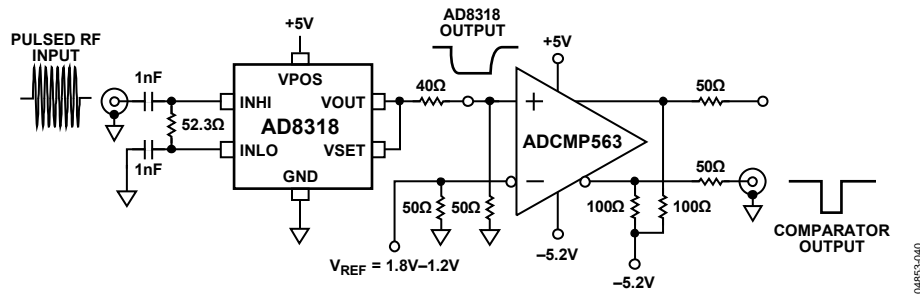 PULSED RF
INPUT
1nF
52.3Ω
1nF
+5V
VPOS
INHI
VOUT
AD8318
INLO
VSET
GND
40Ω
AD8318
OUTPUT
+5V
+
ADCMP563
–
50Ω
50Ω
VREF = 1.8V–1.2V
–5.2V
100Ω
100Ω
–5.2V
50Ω
50Ω
COMPARATOR
OUTPUT
06853-040